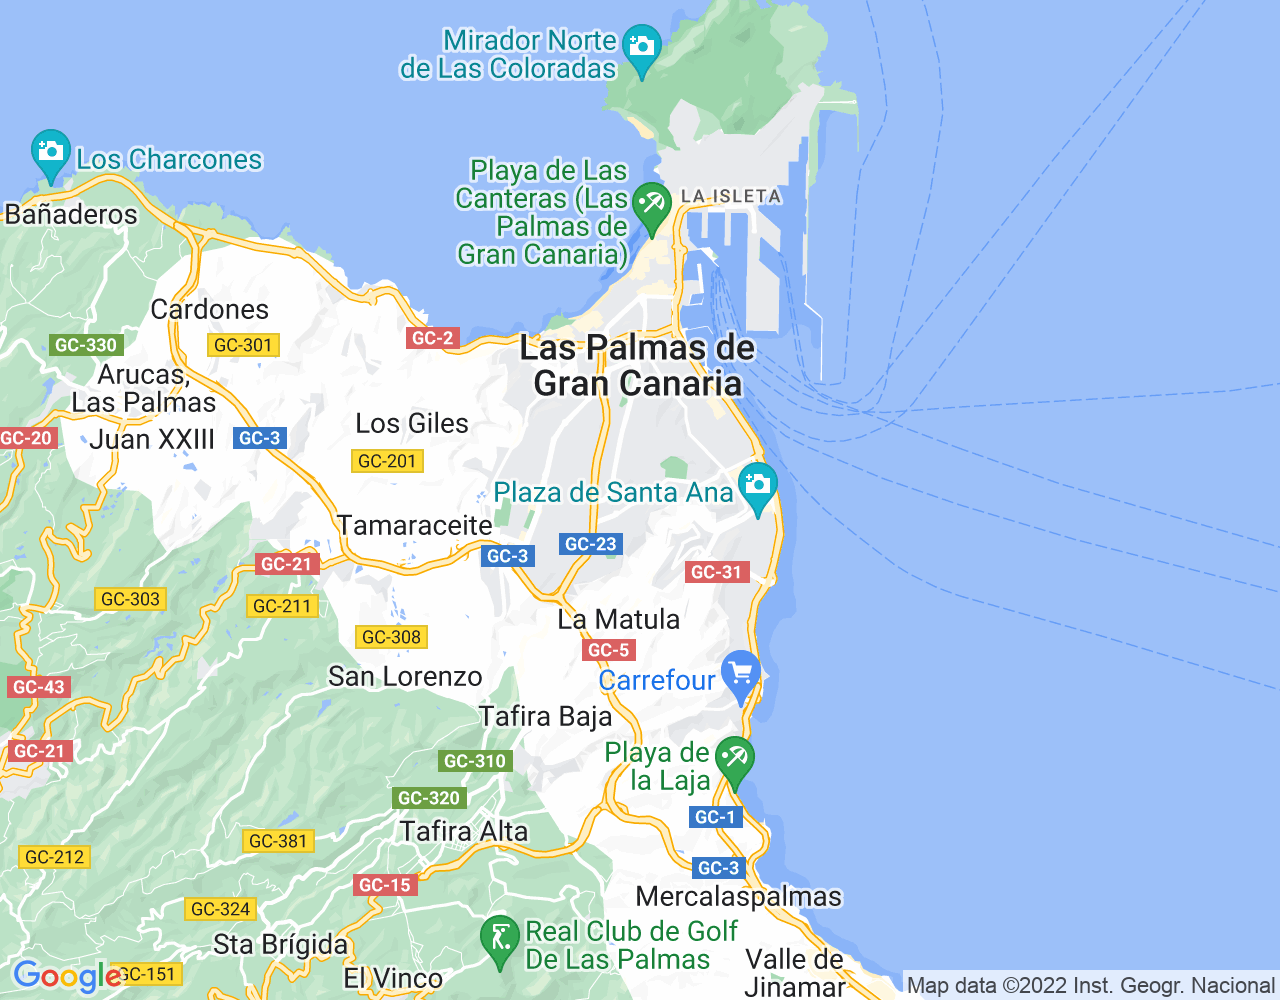 Mirador Norte
de Las Coloradas
Los Charcones
Playa de Las
Canteras (Las
Palmas de
Gran Canaria)
LA ISLETA
Bañaderos
Cardones
GC-2
GC-330
GC-301
Las Palmas de
Gran Canaria
Arucas,
Las Palmas
Los Giles
GC-20
Juan XXIII
GC-3
GC-201
Plaza de Santa Ana
Tamaraceite
GC-23
GC-3
GC-21
GC-31
GC-303
GC-211
La Matula
GC-308
GC-5
San Lorenzo
Carrefour
GC-43
Tafira Baja
GC-21
Playa de
la Laja
GC-310
GC-320
GC-1
Tafira Alta
GC-381
GC-212
GC-3
GC-15
Mercalaspalmas
GC-324
Real Club de Golf
De Las Palmas
Sta Brígida
Valle de
Jinamar
El Vinco
GC-151
Google
Map data ©2022 Inst. Geogr. Nacional